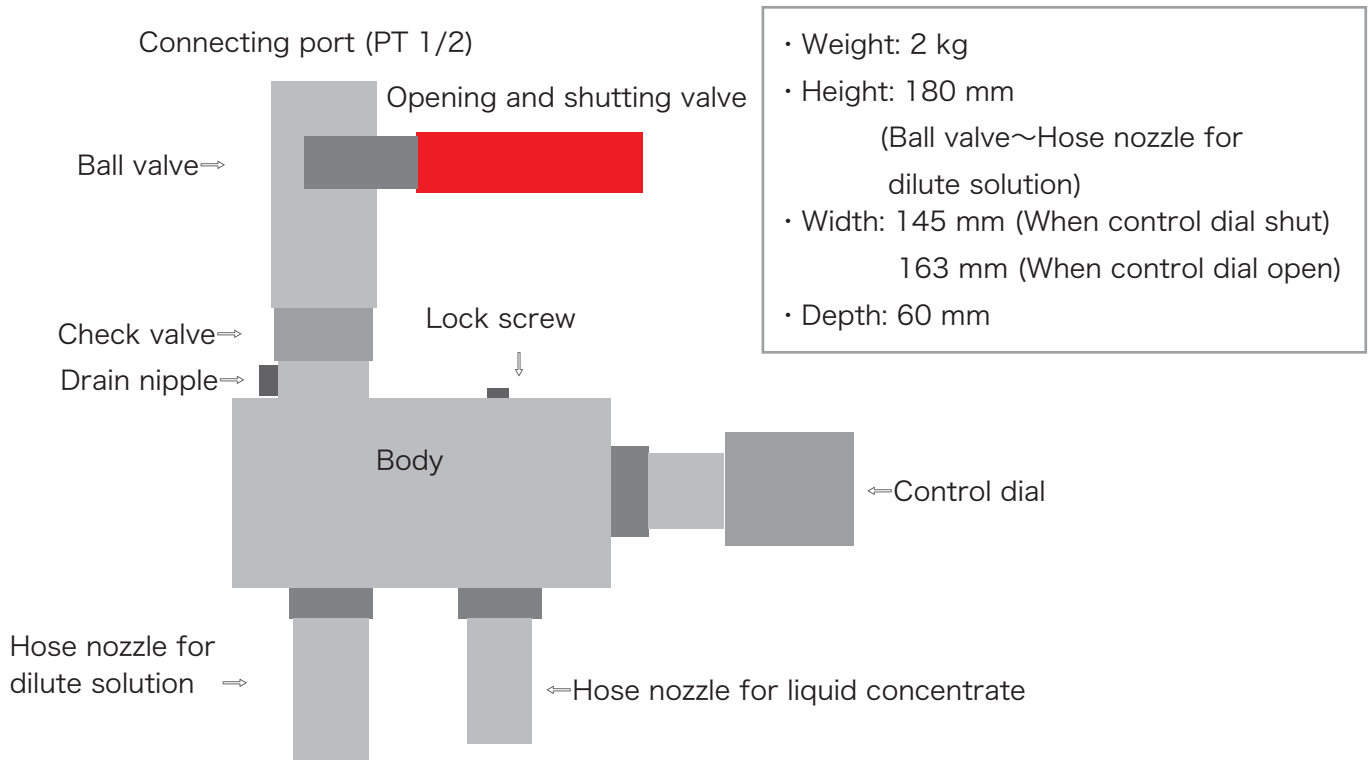 Connecting port (PT 1/2)
Opening and shutting valve
Ball valve⇨
Check valve⇨
Drain nipple⇨
Lock screw
⇩
Body
⇦Control dial
Hose nozzle for
dilute solution ⇨
⇦Hose nozzle for liquid concentrate
・Weight: 2 kg
・Height: 180 mm
(Ball valve〜Hose nozzle for
dilute solution)
・Width: 145 mm (When control dial shut)
163 mm (When control dial open)
・Depth: 60 mm